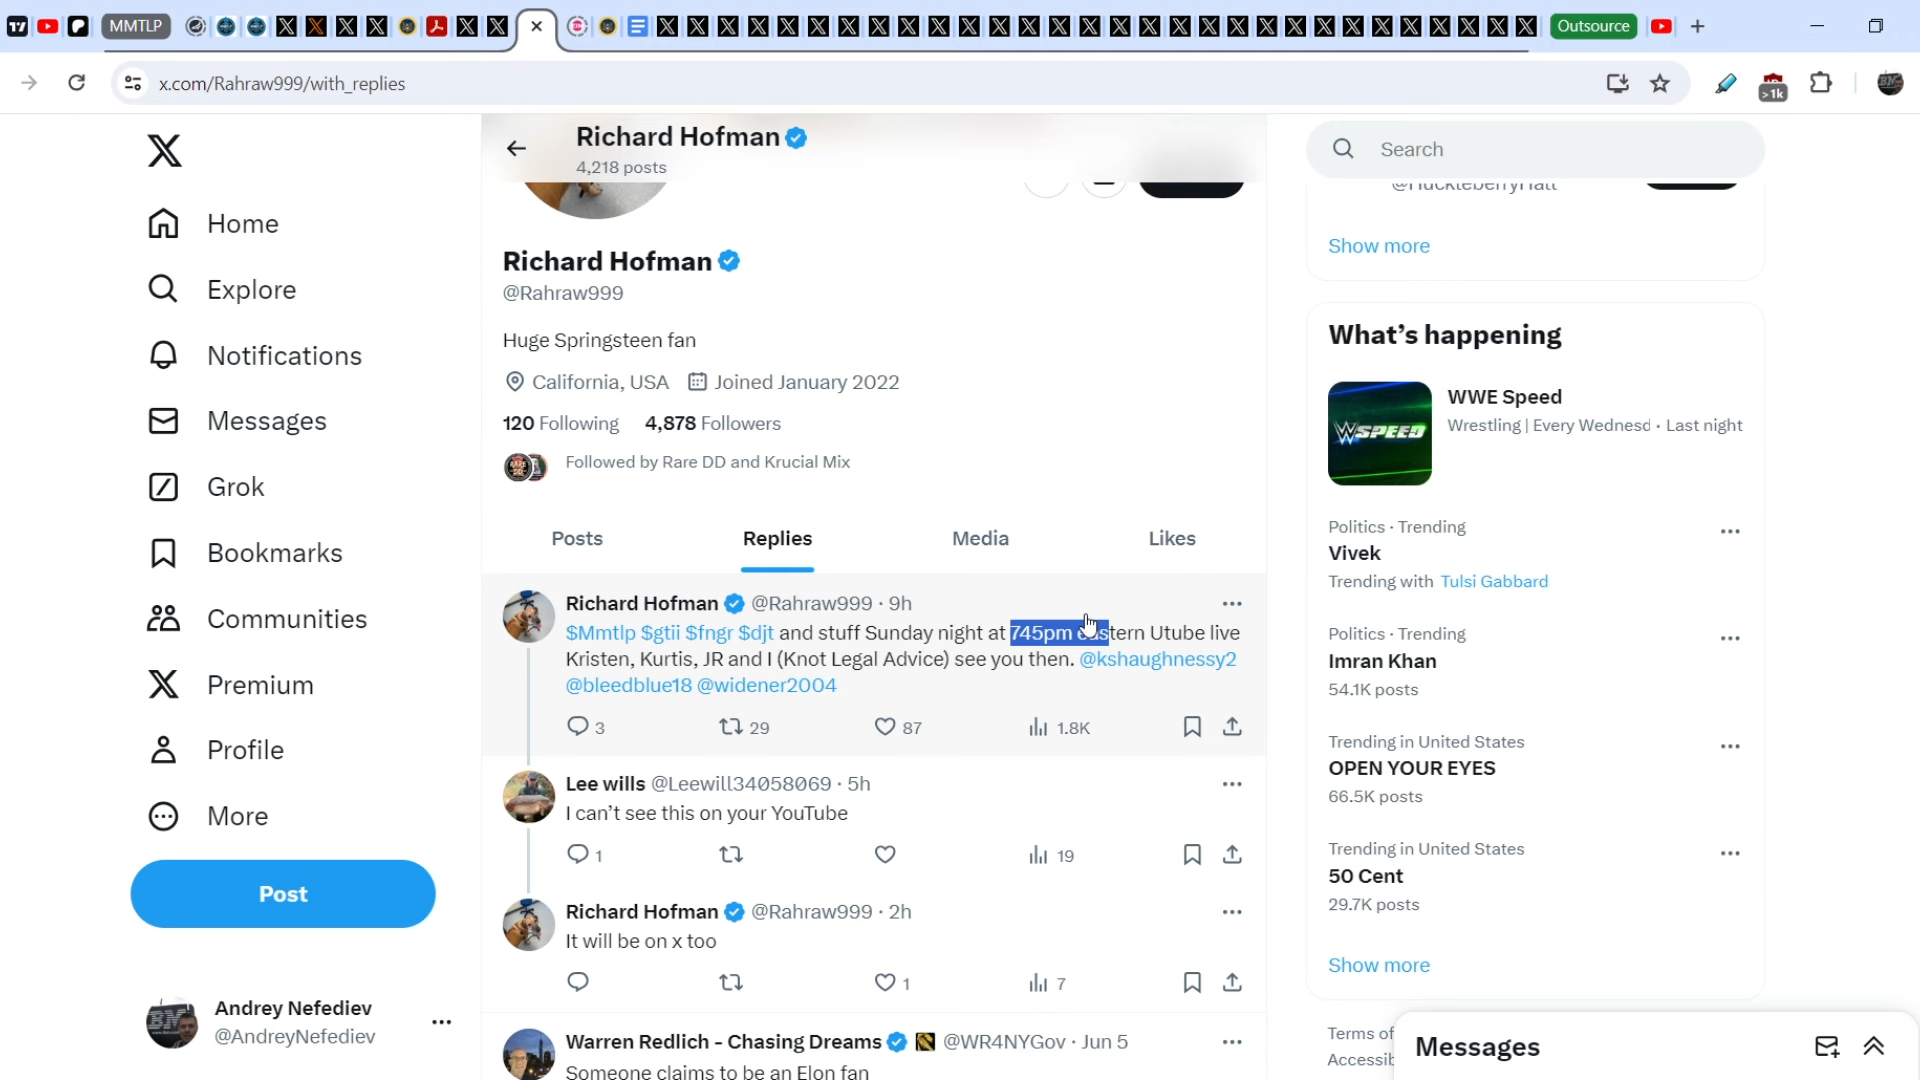 MMTLP
Outsource
x.com/Rahraw999/with_replies
>1k
Richard Hofman
4,218 posts
Search
Home
Explore
Notifications
Messages
Grok
Bookmarks
Communities
Premium
Profile
More
Post
Andrey Nefediev
@AndreyNefediev
Richard Hofman
@Rahraw999
Huge Springsteen fan
California, USA Joined January 2022
120 Following 4,878 Followers
Followed by Rare DD and Krucial Mix
Posts Replies Media Likes
Richard Hofman @Rahraw999 · 9h
$Mmtlp $gtii $fngr $djt and stuff Sunday night at 745pm eastern Utube live
Kristen, Kurtis, JR and I (Knot Legal Advice) see you then. @kshaughnessy2
@bleedblue18 @widener2004
3 29 87 1.8K
Lee wills @Leewill34058069 · 5h
I can’t see this on your YouTube
1 19
Richard Hofman @Rahraw999 · 2h
It will be on x too
1 7
Warren Redlich - Chasing Dreams @WR4NYGov · Jun 5
Someone claims to be an Elon fan
Show more
What’s happening
WSPEED
WWE Speed
Wrestling | Every Wednesd · Last night
Politics · Trending
Vivek
Trending with Tulsi Gabbard
Politics · Trending
Imran Khan
54.1K posts
Trending in United States
OPEN YOUR EYES
66.5K posts
Trending in United States
50 Cent
29.7K posts
Show more
Terms of
Accessib
Messages